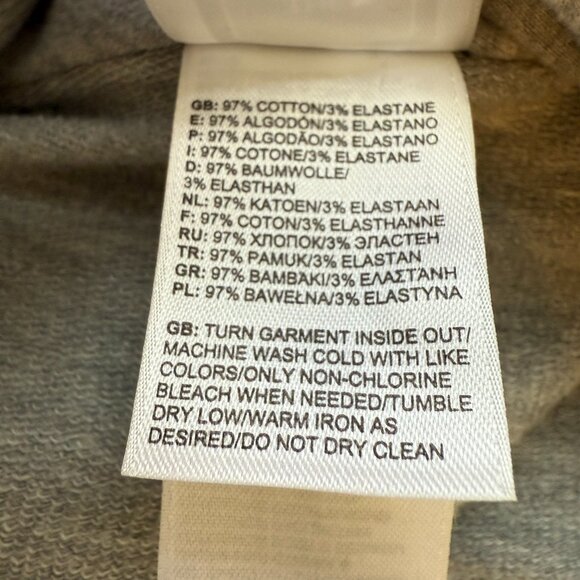 GB: 97% COTTON/3% ELASTANE
E: 97% ALGODÓN/3% ELASTANO
P: 97% ALGODÃO/3% ELASTANO
I: 97% COTONE/3% ELASTANE
D: 97% BAUMWOLLE/
3% ELASTHAN
NL: 97% KATOEN/3% ELASTAAN
F: 97% COTON/3% ELASTHANNE
RU: 97% ХЛОПОК/3% ЭЛАСТЕН
TR: 97% PAMUK/3% ELASTAN
GR: 97% ΒΑΜΒΑΚΙ/3% ΕΛΑΣΤΑΝΗ
PL: 97% BAWEŁNA/3% ELASTYNA
GB: TURN GARMENT INSIDE OUT/
MACHINE WASH COLD WITH LIKE
COLORS/ONLY NON-CHLORINE
BLEACH WHEN NEEDED/TUMBLE
DRY LOW/WARM IRON AS
DESIRED/DO NOT DRY CLEAN